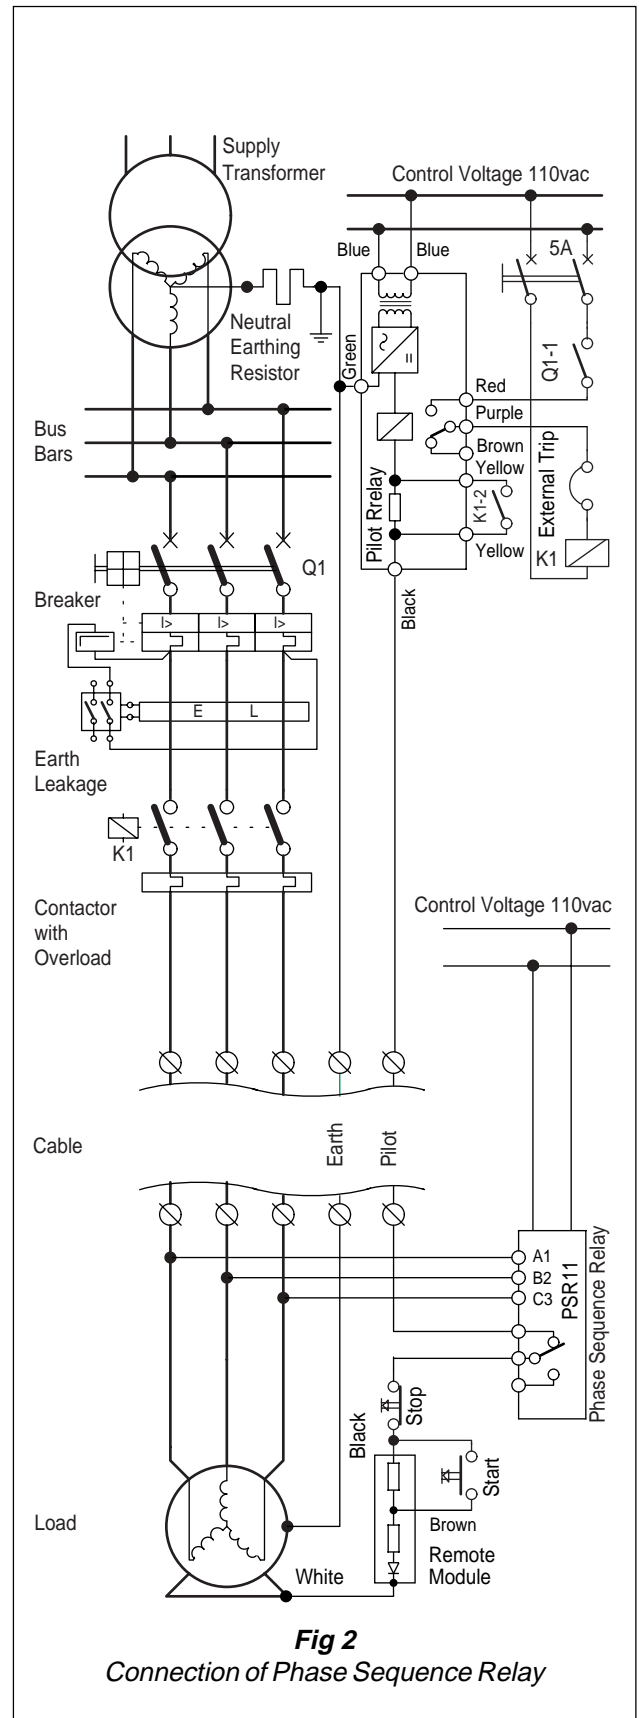 Supply
Transformer
Control Voltage 110vac
Blue
Blue
5A
Neutral
Earthing
Resistor
Green
II
Q1-1
Red
Purple
Brown
Yellow
Bus
Bars
Pilot Rrelay
K1-2
External Trip
Yellow
K1
Q1
Breaker
Black
I>
I>
I>
E L
Earth
Leakage
K1
Contactor
with
Overload
Control Voltage 110vac
Cable
Earth
Pilot
A1
B2
C3
PSR11
Phase Sequence Relay
Stop
Black
Start
Brown
Load
Remote
Module
White
Fig 2
Connection of Phase Sequence Relay